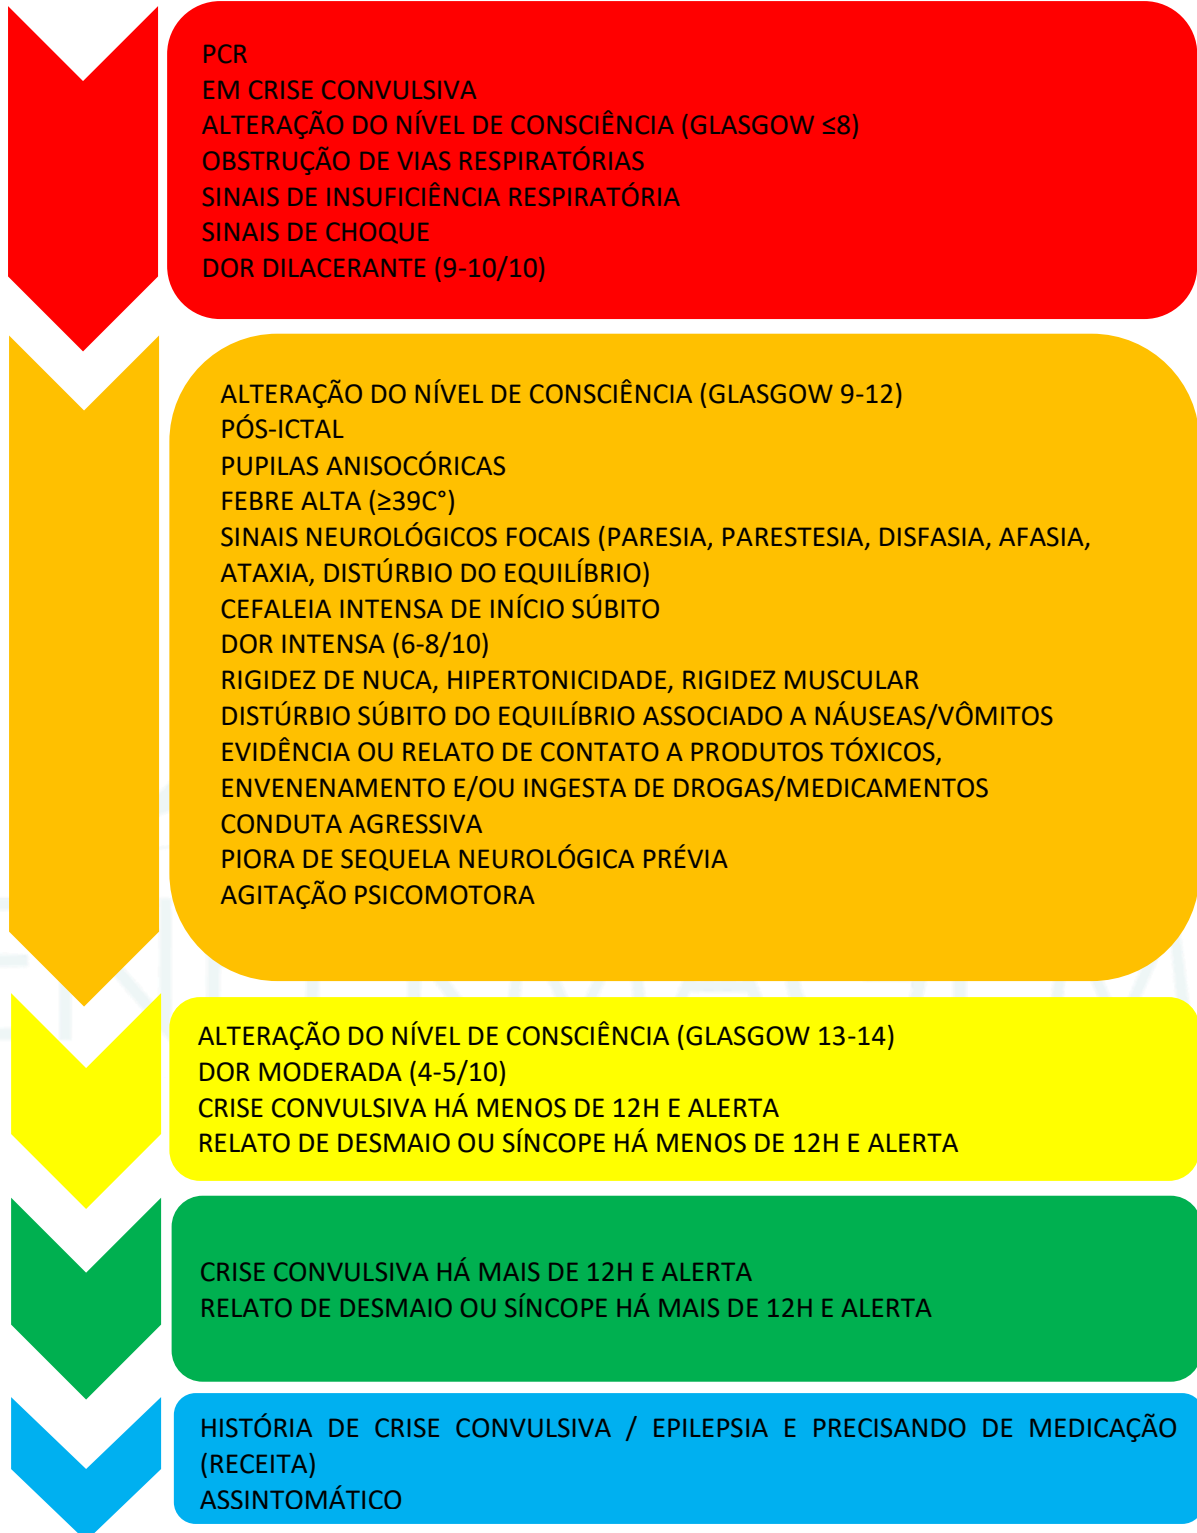 PCR
EM CRISE CONVULSIVA
ALTERAÇÃO DO NÍVEL DE CONSCIÊNCIA (GLASGOW ≤8)
OBSTRUÇÃO DE VIAS RESPIRATÓRIAS
SINAIS DE INSUFICIÊNCIA RESPIRATÓRIA
SINAIS DE CHOQUE
DOR DILACERANTE (9-10/10)
ALTERAÇÃO DO NÍVEL DE CONSCIÊNCIA (GLASGOW 9-12)
PÓS-ICTAL
PUPILAS ANISOCÓRICAS
FEBRE ALTA (≥39C°)
SINAIS NEUROLÓGICOS FOCAIS (PARESIA, PARESTESIA, DISFASIA, AFASIA,
ATAXIA, DISTÚRBIO DO EQUILÍBRIO)
CEFALEIA INTENSA DE INÍCIO SÚBITO
DOR INTENSA (6-8/10)
RIGIDEZ DE NUCA, HIPERTONICIDADE, RIGIDEZ MUSCULAR
DISTÚRBIO SÚBITO DO EQUILÍBRIO ASSOCIADO A NÁUSEAS/VÔMITOS
EVIDÊNCIA OU RELATO DE CONTATO A PRODUTOS TÓXICOS,
ENVENENAMENTO E/OU INGESTA DE DROGAS/MEDICAMENTOS
CONDUTA AGRESSIVA
PIORA DE SEQUELA NEUROLÓGICA PRÉVIA
AGITAÇÃO PSICOMOTORA
ALTERAÇÃO DO NÍVEL DE CONSCIÊNCIA (GLASGOW 13-14)
DOR MODERADA (4-5/10)
CRISE CONVULSIVA HÁ MENOS DE 12H E ALERTA
RELATO DE DESMAIO OU SÍNCOPE HÁ MENOS DE 12H E ALERTA
CRISE CONVULSIVA HÁ MAIS DE 12H E ALERTA
RELATO DE DESMAIO OU SÍNCOPE HÁ MAIS DE 12H E ALERTA
HISTÓRIA DE CRISE CONVULSIVA / EPILEPSIA E PRECISANDO DE MEDICAÇÃO
(RECEITA)
ASSINTOMÁTICO